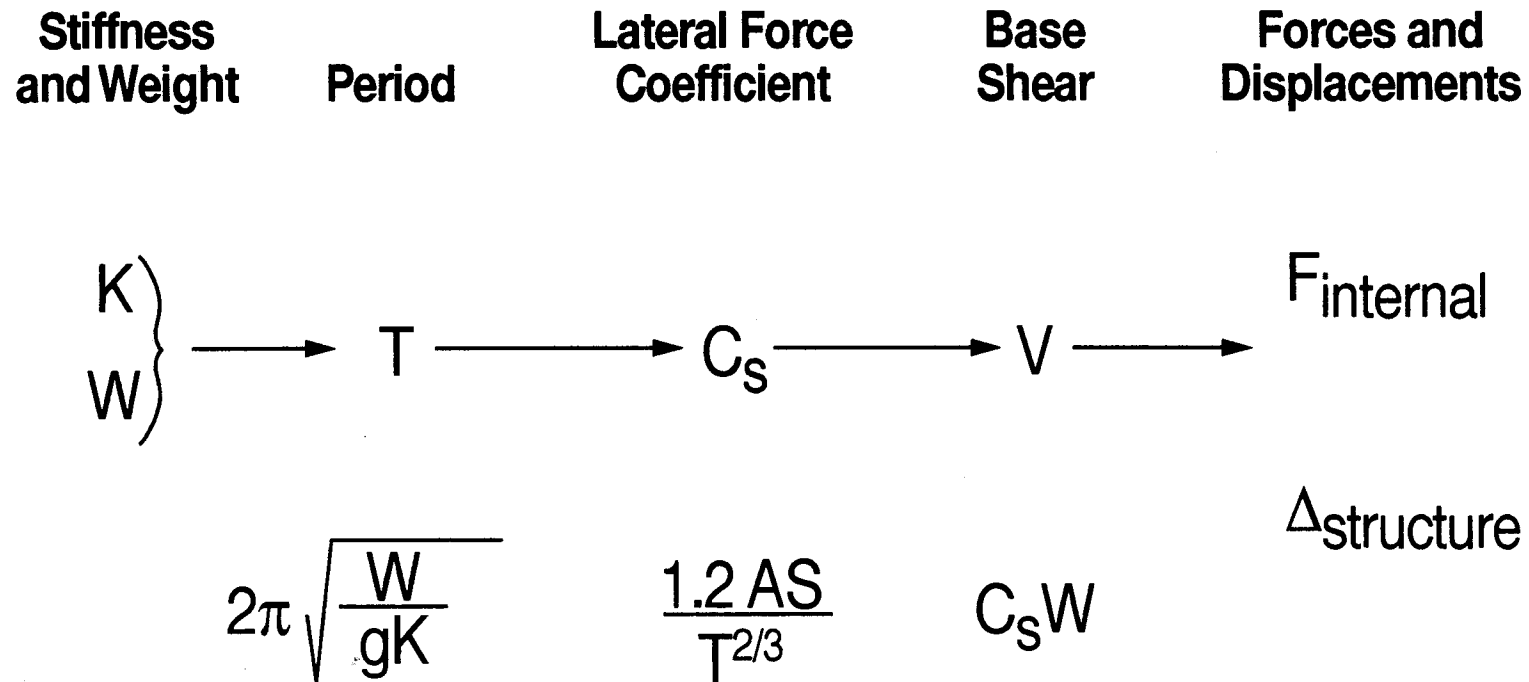 Stiffness and Weight
Period
Lateral Force Coefficient
Base Shear
Forces and Displacements
K
W
T
Cs
V
Finternal
Δstructure
2π√(W/gK)
1.2 AS / T^2/3
CsW